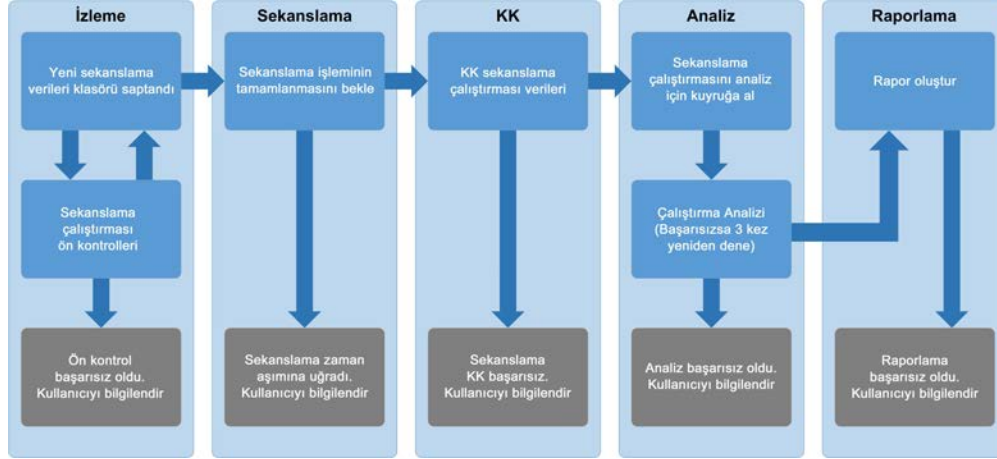 İzleme
Yeni sekanslama
verileri klasörü saptandı
Sekanslama
çalıştırması
ön kontrolleri
Ön kontrol
başarısız oldu.
Kullanıcıyı bilgilendir
Sekanslama
Sekanslama işleminin
tamamlanmasını bekle
Sekanslama zaman
aşımına uğradı.
Kullanıcıyı bilgilendir
KK
KK sekanslama
çalıştırması verileri
Sekanslama
KK başarısız.
Kullanıcıyı bilgilendir
Analiz
Sekanslama
çalıştırmasını analiz
için kuyruğa al
Çalıştırma Analizi
(Başarısızsa 3 kez
yeniden dene)
Analiz başarısız oldu.
Kullanıcıyı bilgilendir
Raporlama
Rapor oluştur
Raporlama
başarısız oldu.
Kullanıcıyı bilgilendir